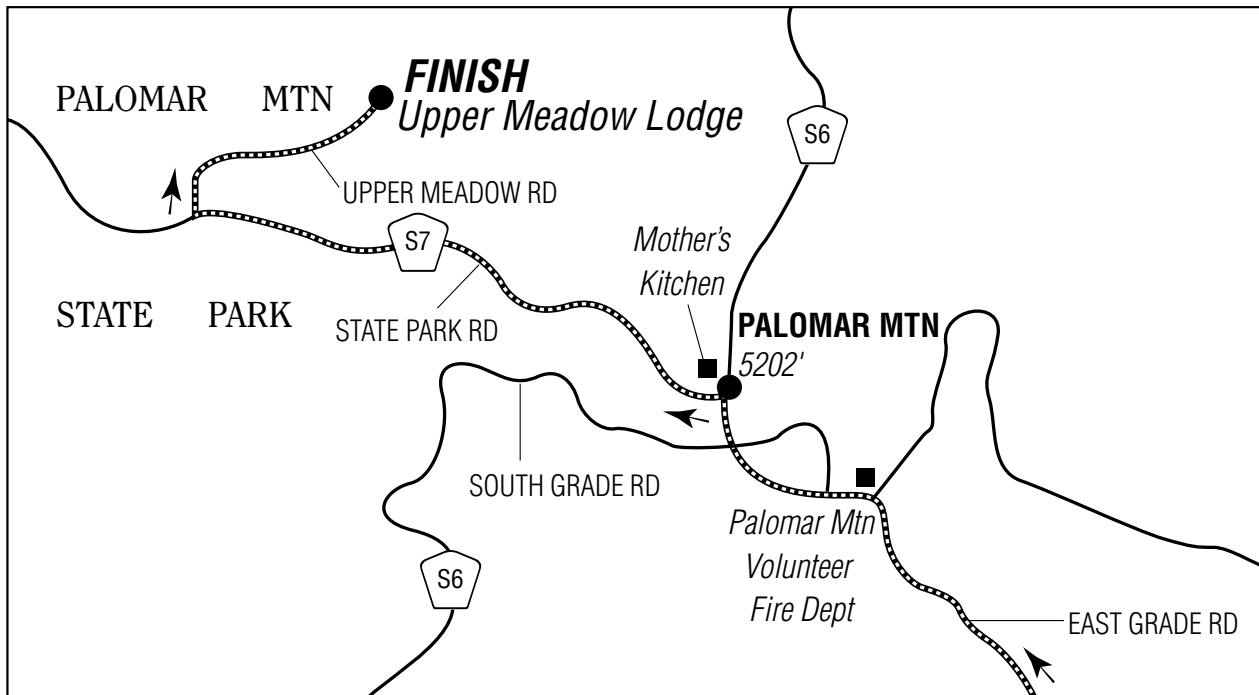 PALOMAR MTN
FINISH
Upper Meadow Lodge
S6
UPPER MEADOW RD
S7
Mother's
Kitchen
STATE PARK
STATE PARK RD
PALOMAR MTN
5202'
SOUTH GRADE RD
Palomar Mtn
Volunteer
Fire Dept
S6
EAST GRADE RD